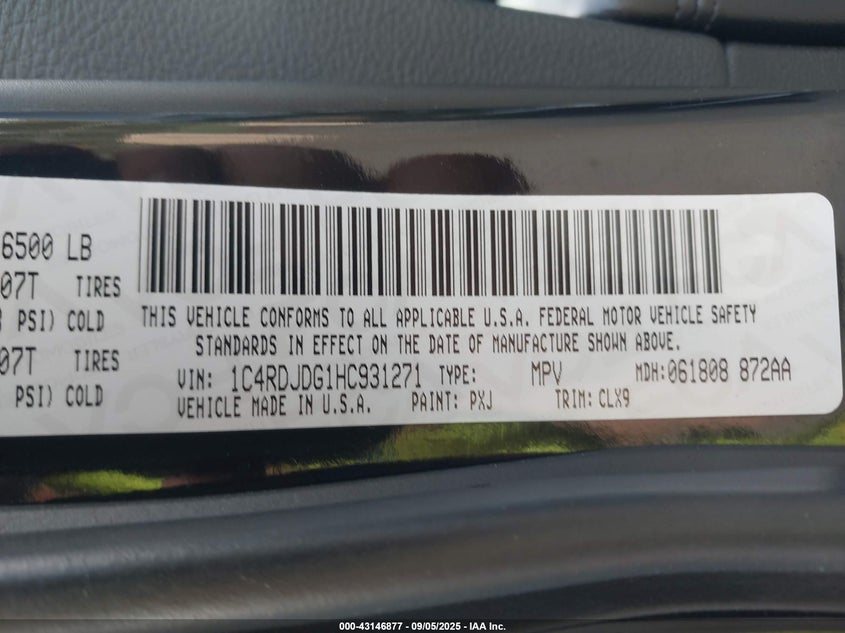 6500 LB
07T TIRES
PSI) COLD
07T TIRES
PSI) COLD
THIS VEHICLE CONFORMS TO ALL APPLICABLE U.S.A. FEDERAL MOTOR VEHICLE SAFETY
STANDARDS IN EFFECT ON THE DATE OF MANUFACTURE SHOWN ABOVE.
VIN: 1C4RDJDG1HC931271 TYPE: MPV MDH:061808 872AA
VEHICLE MADE IN U.S.A. PAINT: PXJ TRIM: CLX9
000-43146877 - 09/05/2025 - IAA Inc.